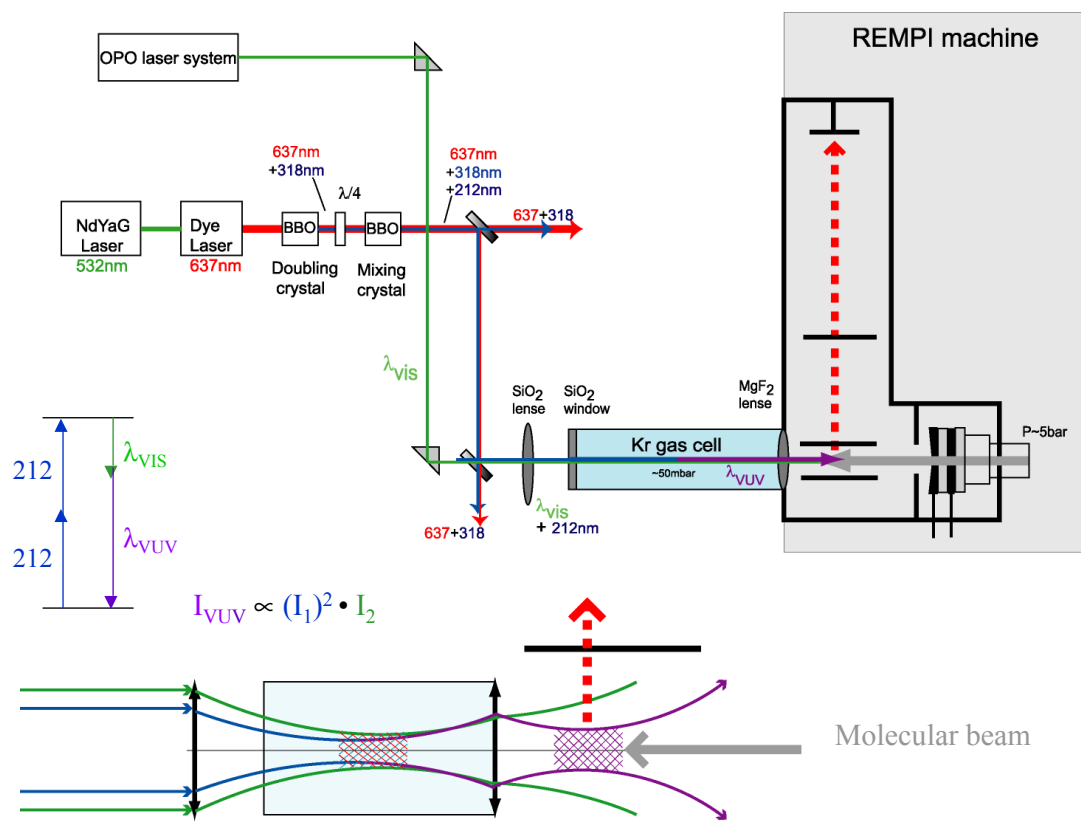 REMPI machine
OPO laser system
637nm
+318nm
λ/4
637nm
+318nm
+212nm
637+318
NdYaG
Laser
532nm
Dye
Laser
637nm
BBO
BBO
Doubling
crystal
Mixing
crystal
λvis
SiO2
lense
SiO2
window
MgF2
lense
P~5bar
Kr gas cell
~50mbar
λVUV
λvis
+ 212nm
637+318
212
λVIS
212
λVUV
IVUV ∝ (I1)² • I2
Molecular beam